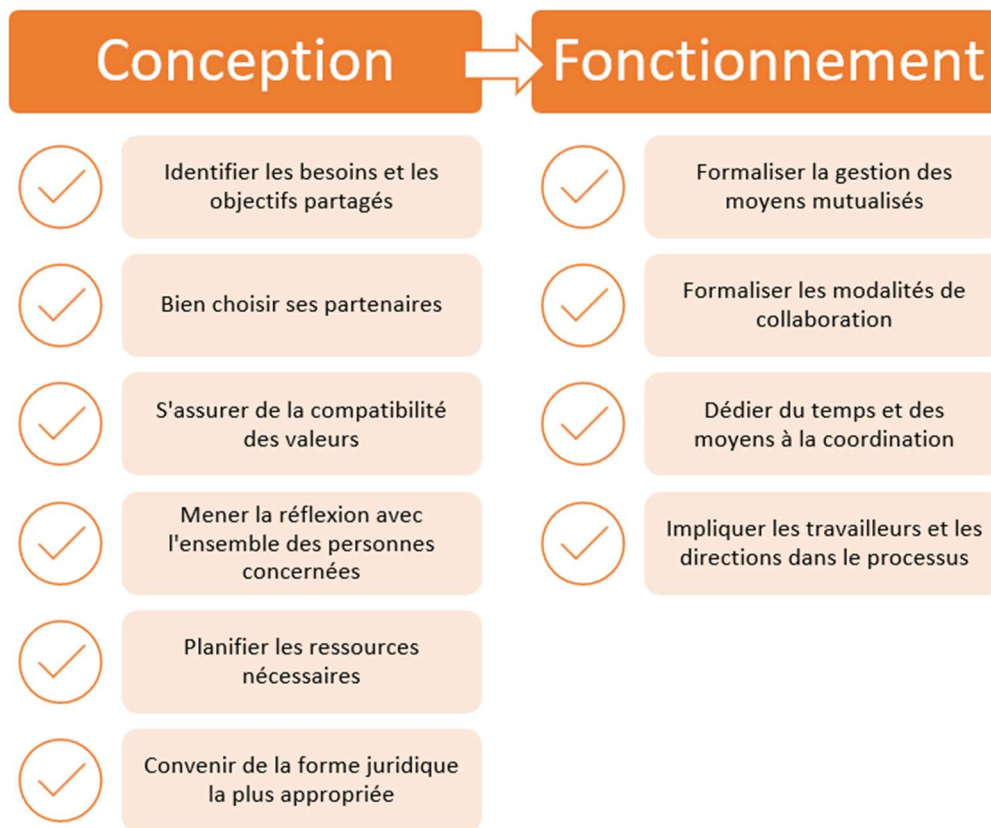 Conception
Identifier les besoins et les
objectifs partagés
Bien choisir ses partenaires
S'assurer de la compatibilité
des valeurs
Mener la réflexion avec
l'ensemble des personnes
concernées
Planifier les ressources
nécessaires
Convenir de la forme juridique
la plus appropriée
Fonctionnement
Formaliser la gestion des
moyens mutualisés
Formaliser les modalités de
collaboration
Dédier du temps et des
moyens à la coordination
Impliquer les travailleurs et les
directions dans le processus